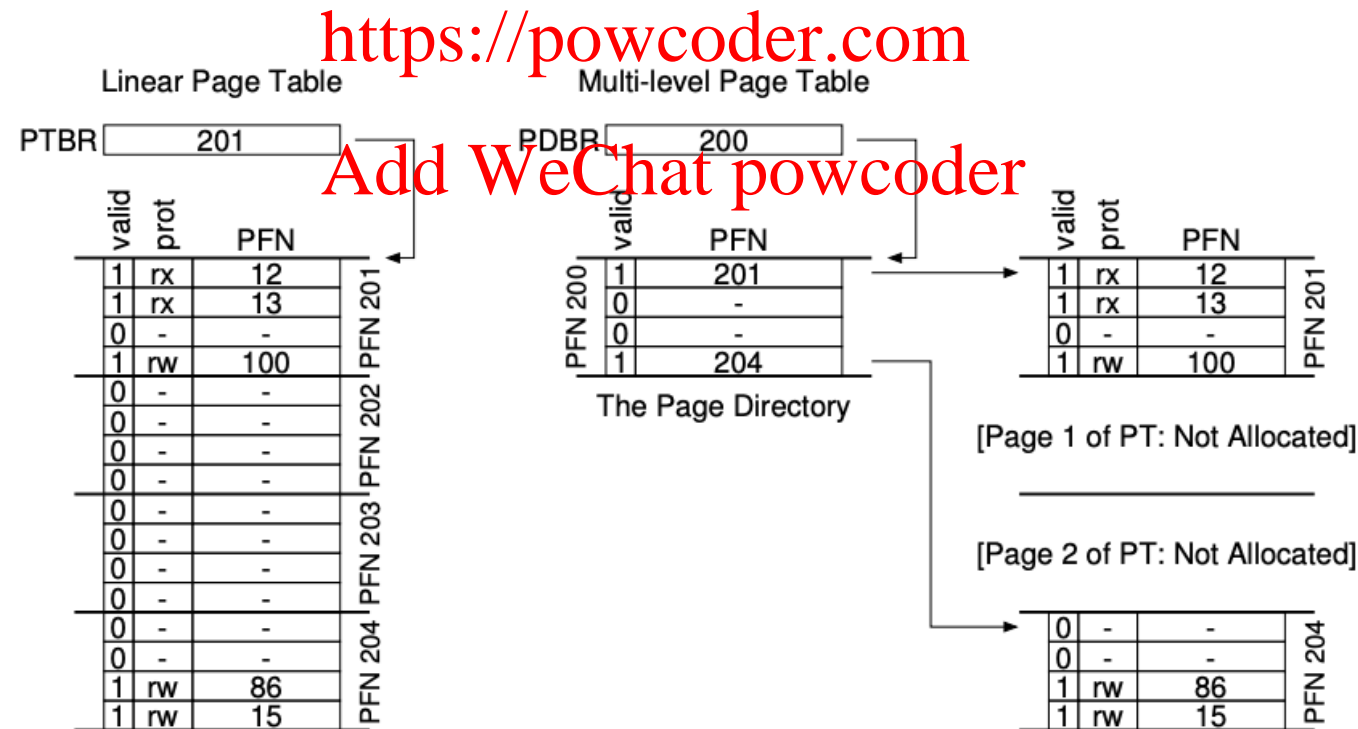 https://powcoder.com
Linear Page Table Multi-level Page Table
PTBR 201 PDBR 200
Add WeChat powcoder
valid prot PFN valid PFN valid prot PFN
1 rx 12 1 201 1 rx 12
1 rx 13 0 - 1 rx 13
0 - - 0 - 0 - -
1 rw 100 1 204 1 rw 100
PFN 201 PFN 200 PFN 201
The Page Directory
0 - -
0 - -
0 - -
0 - -
PFN 202
[Page 1 of PT: Not Allocated]
0 - -
0 - -
0 - -
0 - -
PFN 203
[Page 2 of PT: Not Allocated]
0 - - 0 - -
0 - - 0 - -
1 rw 86 1 rw 86
1 rw 15 1 rw 15
PFN 204 PFN 204